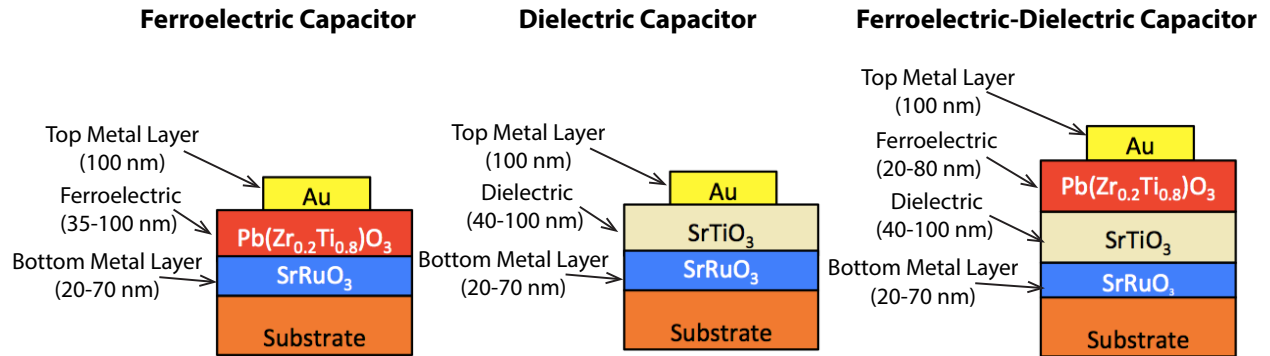 Ferroelectric Capacitor
Top Metal Layer
(100 nm)
Ferroelectric
(35-100 nm)
Bottom Metal Layer
(20-70 nm)
Au
Pb(Zr₀.₂Ti₀.₈)O₃
SrRuO₃
Substrate
Dielectric Capacitor
Top Metal Layer
(100 nm)
Dielectric
(40-100 nm)
Bottom Metal Layer
(20-70 nm)
Au
SrTiO₃
SrRuO₃
Substrate
Ferroelectric-Dielectric Capacitor
Top Metal Layer
(100 nm)
Ferroelectric
(20-80 nm)
Dielectric
(40-100 nm)
Bottom Metal Layer
(20-70 nm)
Au
Pb(Zr₀.₂Ti₀.₈)O₃
SrTiO₃
SrRuO₃
Substrate